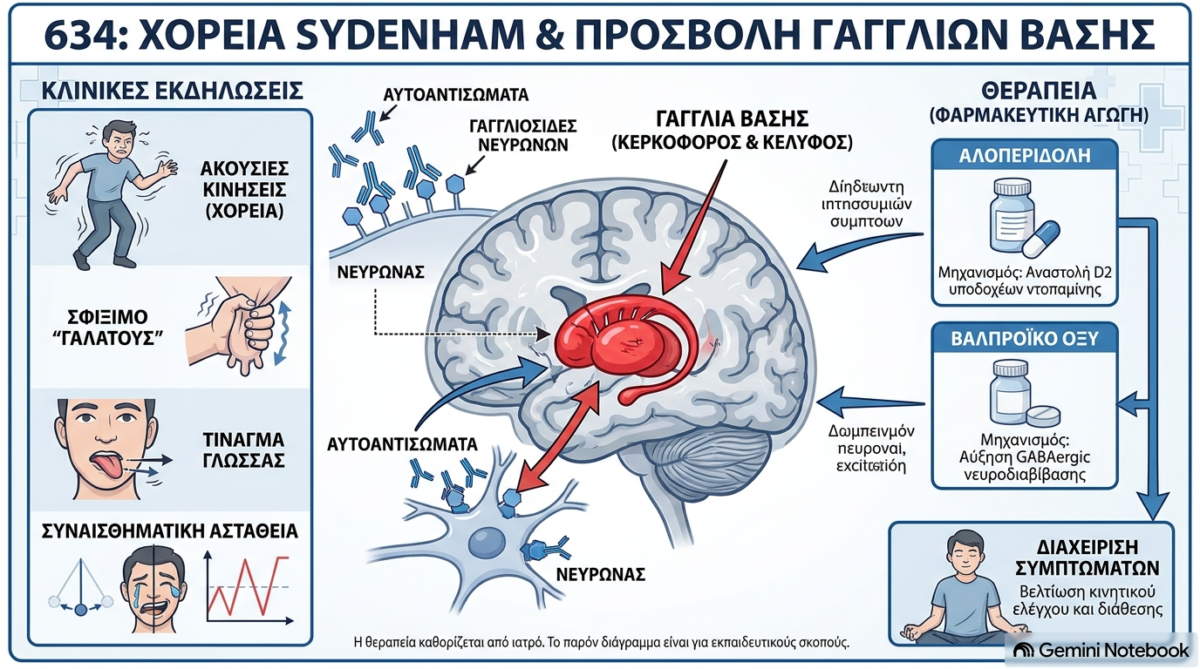 634: ΧΟΡΕΙΑ SYDENHAM & ΠΡΟΣΒΟΛΗ ΓΑΓΓΛΙΩΝ ΒΑΣΗΣ
ΚΛΙΝΙΚΕΣ ΕΚΔΗΛΩΣΕΙΣ
ΑΚΟΥΣΙΕΣ
ΚΙΝΗΣΕΙΣ
(ΧΟΡΕΙΑ)
ΣΦΙΞΙΜΟ
“ΓΑΛΑΤΟΥΣ”
ΤΙΝΑΓΜΑ
ΓΛΩΣΣΑΣ
ΣΥΝΑΙΣΘΗΜΑΤΙΚΗ ΑΣΤΑΘΕΙΑ
ΑΥΤΟΑΝΤΙΣΩΜΑΤΑ
ΓΑΓΓΛΙΟΣΙΔΕΣ
ΝΕΥΡΩΝΩΝ
ΝΕΥΡΩΝΑΣ
ΓΑΓΓΛΙΑ ΒΑΣΗΣ
(ΚΕΡΚΟΦΟΡΟΣ & ΚΕΛΥΦΟΣ)
ΑΥΤΟΑΝΤΙΣΩΜΑΤΑ
ΝΕΥΡΩΝΑΣ
συμπτοων
ΘΕΡΑΠΕΙΑ
(ΦΑΡΜΑΚΕΥΤΙΚΗ ΑΓΩΓΗ)
ΑΛΟΠΕΡΙΔΟΛΗ
Μηχανισμός: Αναστολή D2
υποδοχέων ντοπαμίνης
ΒΑΛΠΡΟΪΚΟ ΟΞΥ
Μηχανισμός:
Αύξηση GABAergic
νευροδιαβίβασης
ΔΙΑΧΕΙΡΙΣΗ
ΣΥΜΠΤΩΜΑΤΩΝ
Βελτίωση κινητικού
ελέγχου και διάθεσης
Η θεραπεία καθορίζεται από ιατρό. Το παρόν διάγραμμα είναι για εκπαιδευτικούς σκοπούς.
Gemini Notebook